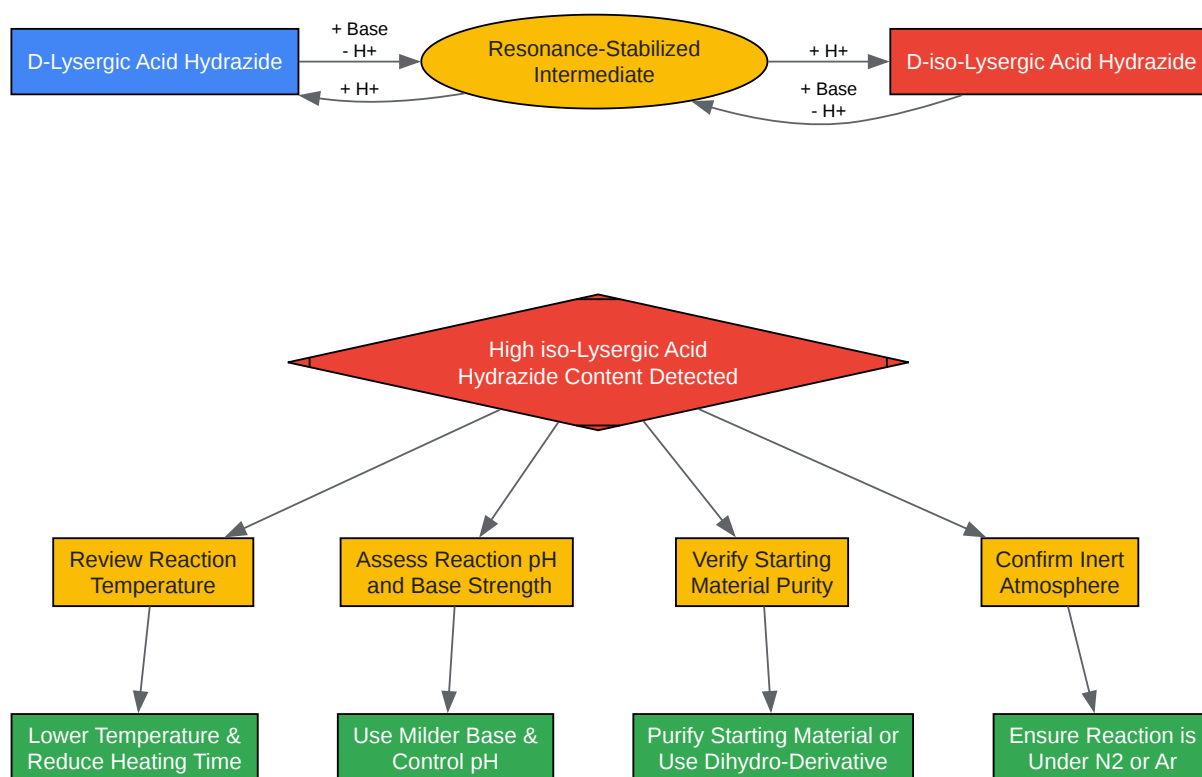 D-Lysergic Acid Hydrazide
+ Base
- H+
+ H+
Resonance-Stabilized
Intermediate
+ H+
+ Base
- H+
D-iso-Lysergic Acid Hydrazide
High iso-Lysergic Acid
Hydrazide Content Detected
Review Reaction
Temperature
Assess Reaction pH
and Base Strength
Verify Starting
Material Purity
Confirm Inert
Atmosphere
Lower Temperature &
Reduce Heating Time
Use Milder Base &
Control pH
Purify Starting Material or
Use Dihydro-Derivative
Ensure Reaction is
Under N2 or Ar